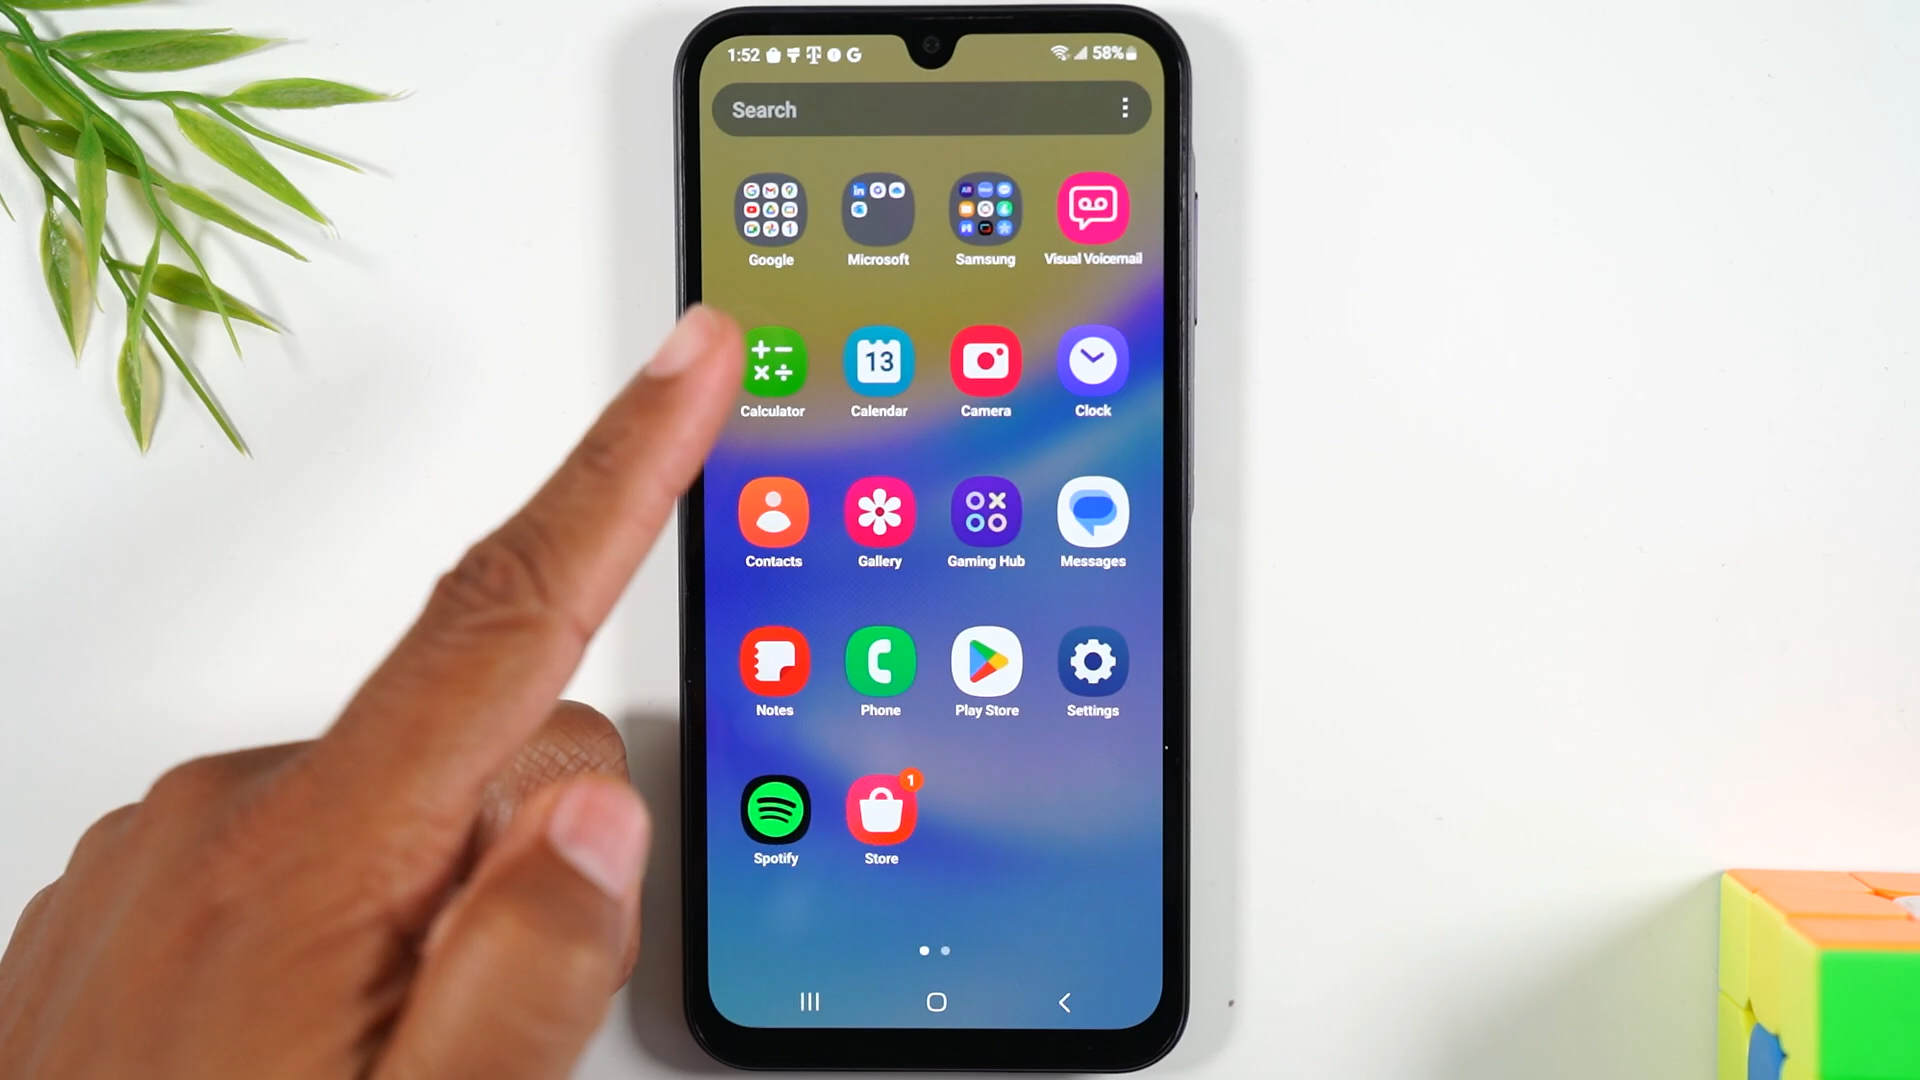 1:52
58%
Search
Google Microsoft Samsung Visual Voicemail
13
Calculator Calendar Camera Clock
Contacts Gallery Gaming Hub Messages
Notes Phone Play Store Settings
1
Spotify Store